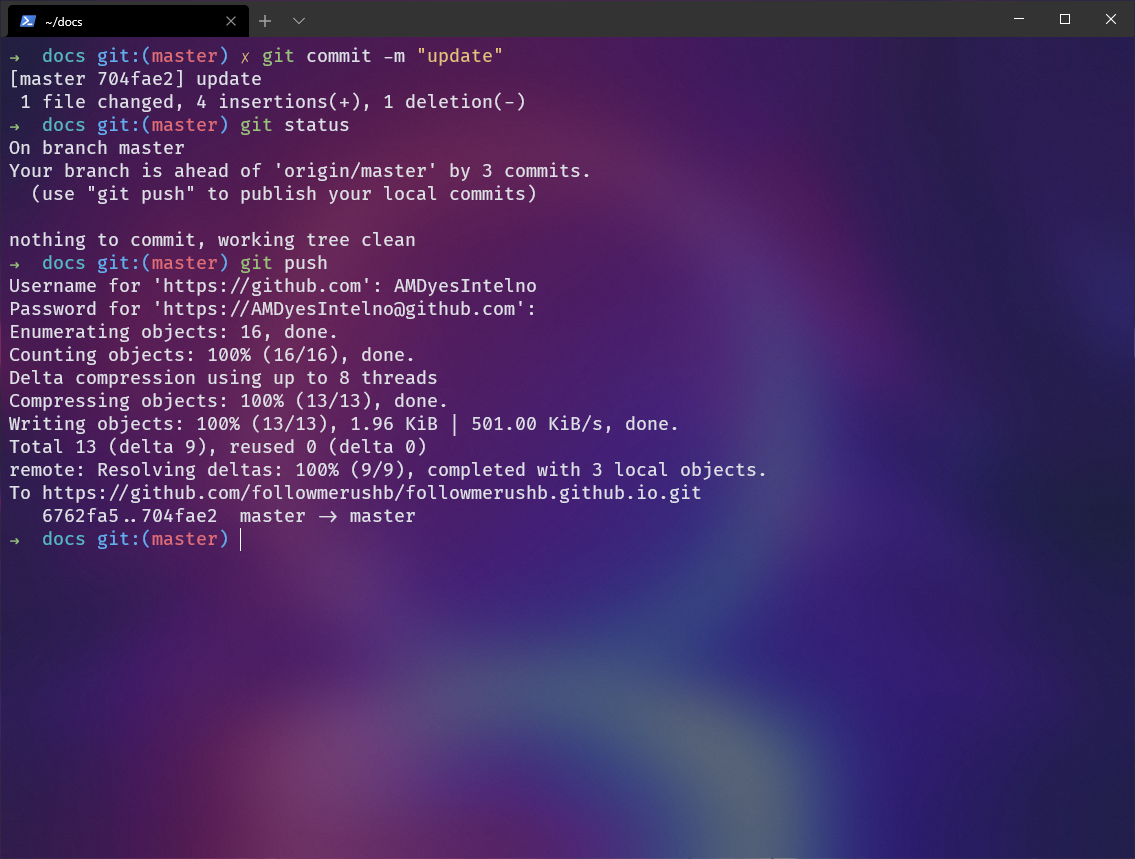 ~/docs
→ docs git:(master) ✗ git commit -m "update"
[master 704fae2] update
 1 file changed, 4 insertions(+), 1 deletion(-)
→ docs git:(master) git status
On branch master
Your branch is ahead of 'origin/master' by 3 commits.
  (use "git push" to publish your local commits)

nothing to commit, working tree clean
→ docs git:(master) git push
Username for 'https://github.com': AMDyesIntelno
Password for 'https://AMDyesIntelno@github.com':
Enumerating objects: 16, done.
Counting objects: 100% (16/16), done.
Delta compression using up to 8 threads
Compressing objects: 100% (13/13), done.
Writing objects: 100% (13/13), 1.96 KiB | 501.00 KiB/s, done.
Total 13 (delta 9), reused 0 (delta 0)
remote: Resolving deltas: 100% (9/9), completed with 3 local objects.
To https://github.com/followmerushb/followmerushb.github.io.git
   6762fa5..704fae2  master -> master
→ docs git:(master)